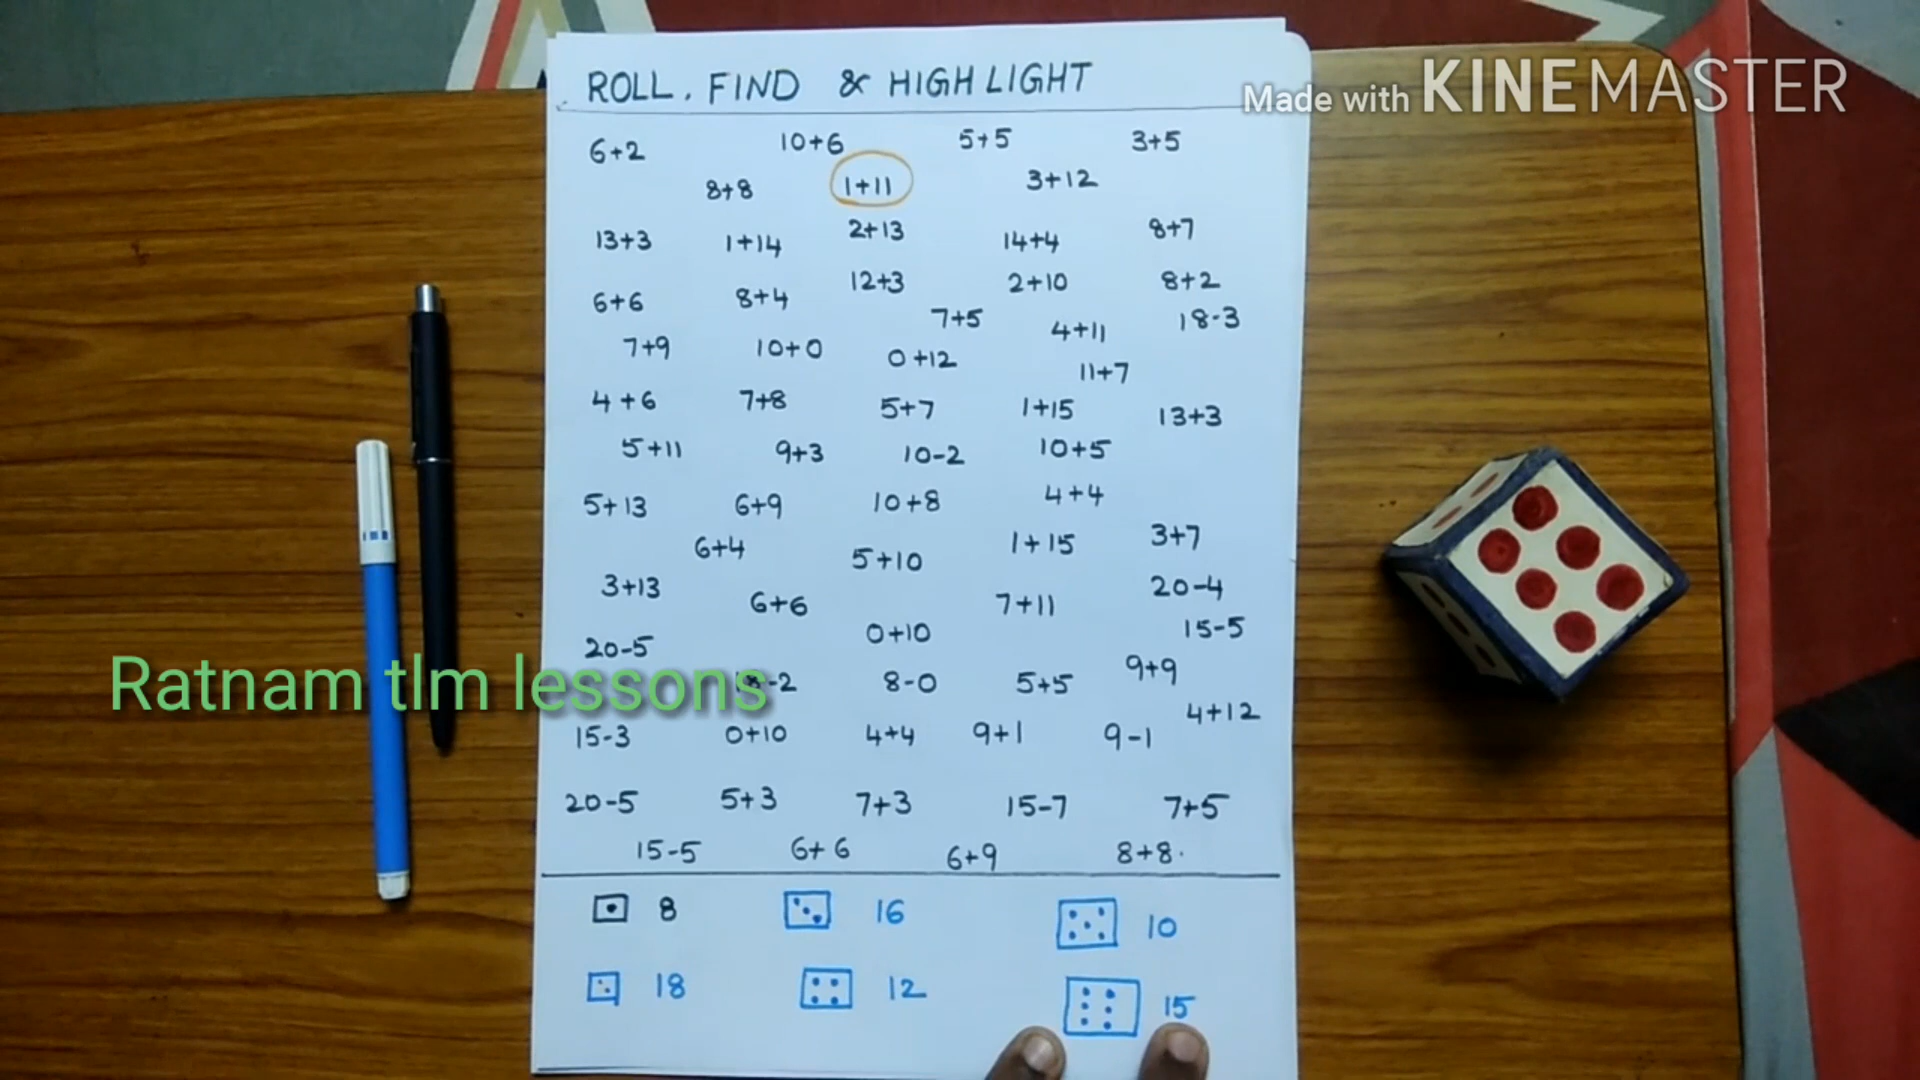 ROLL, FIND & HIGHLIGHT
Made with KINEMASTER
6+2 10+6 5+5 3+5
8+8 1+11 3+12
13+3 1+14 2+13 14+4 8+7
6+6 8+4 12+3 2+10 8+2
7+5 4+11 18-3
7+9 10+0 0+12 11+7
4+6 7+8 5+7 1+15 13+3
5+11 9+3 10-2 10+5
5+13 6+9 10+8 4+4
6+4 5+10 1+15 3+7
3+13 6+6 7+11 20-4
20-5 0+10 15-5
Ratnam tlm lessons
8-2 8-0 5+5 9+9
4+12
15-3 0+10 4+4 9+1 9-1
20-5 5+3 7+3 15-7 7+5
15-5 6+6 6+9 8+8.
8 16 10
18 12 15